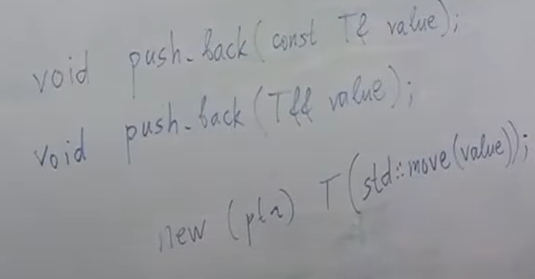 void push_back(const T& value);
void push_back(T&& value);
new (ptr) T(std::move(value));